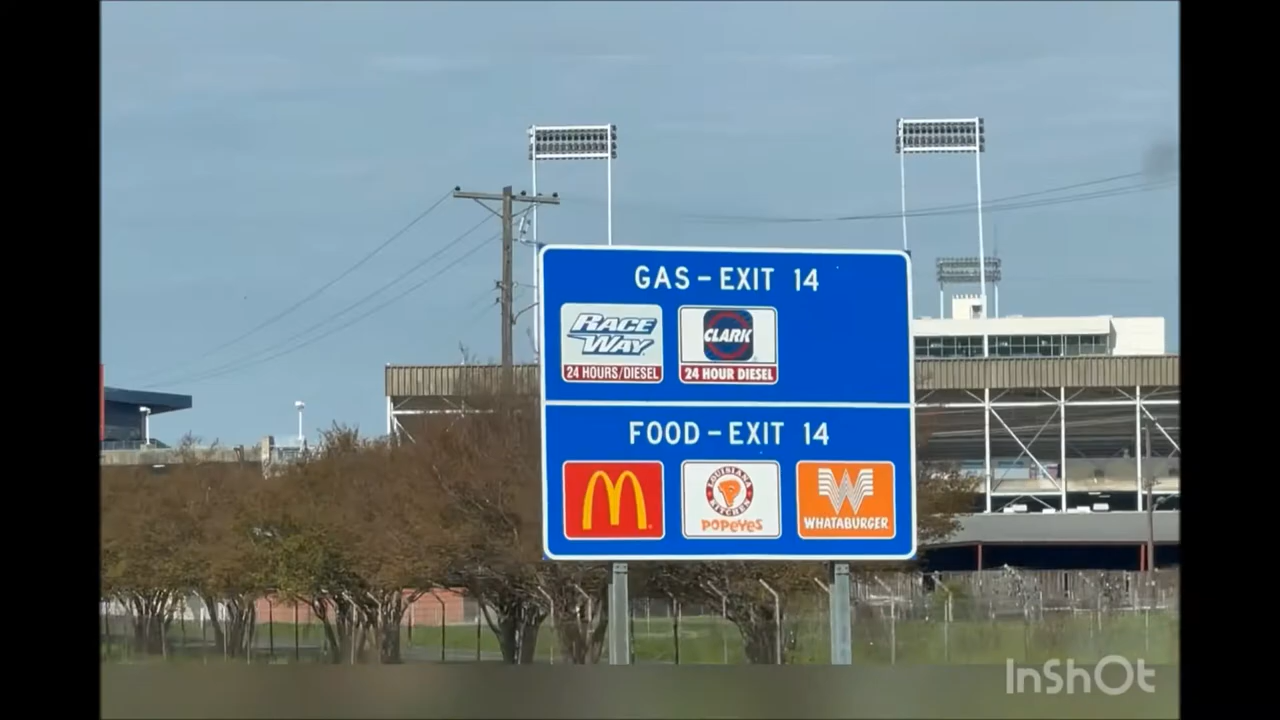 GAS – EXIT 14
RACE WAY
24 HOURS/DIESEL
CLARK
24 HOUR DIESEL
FOOD – EXIT 14
M
LOUISIANA KITCHEN
POPEYES
W
WHATABURGER
InShOt